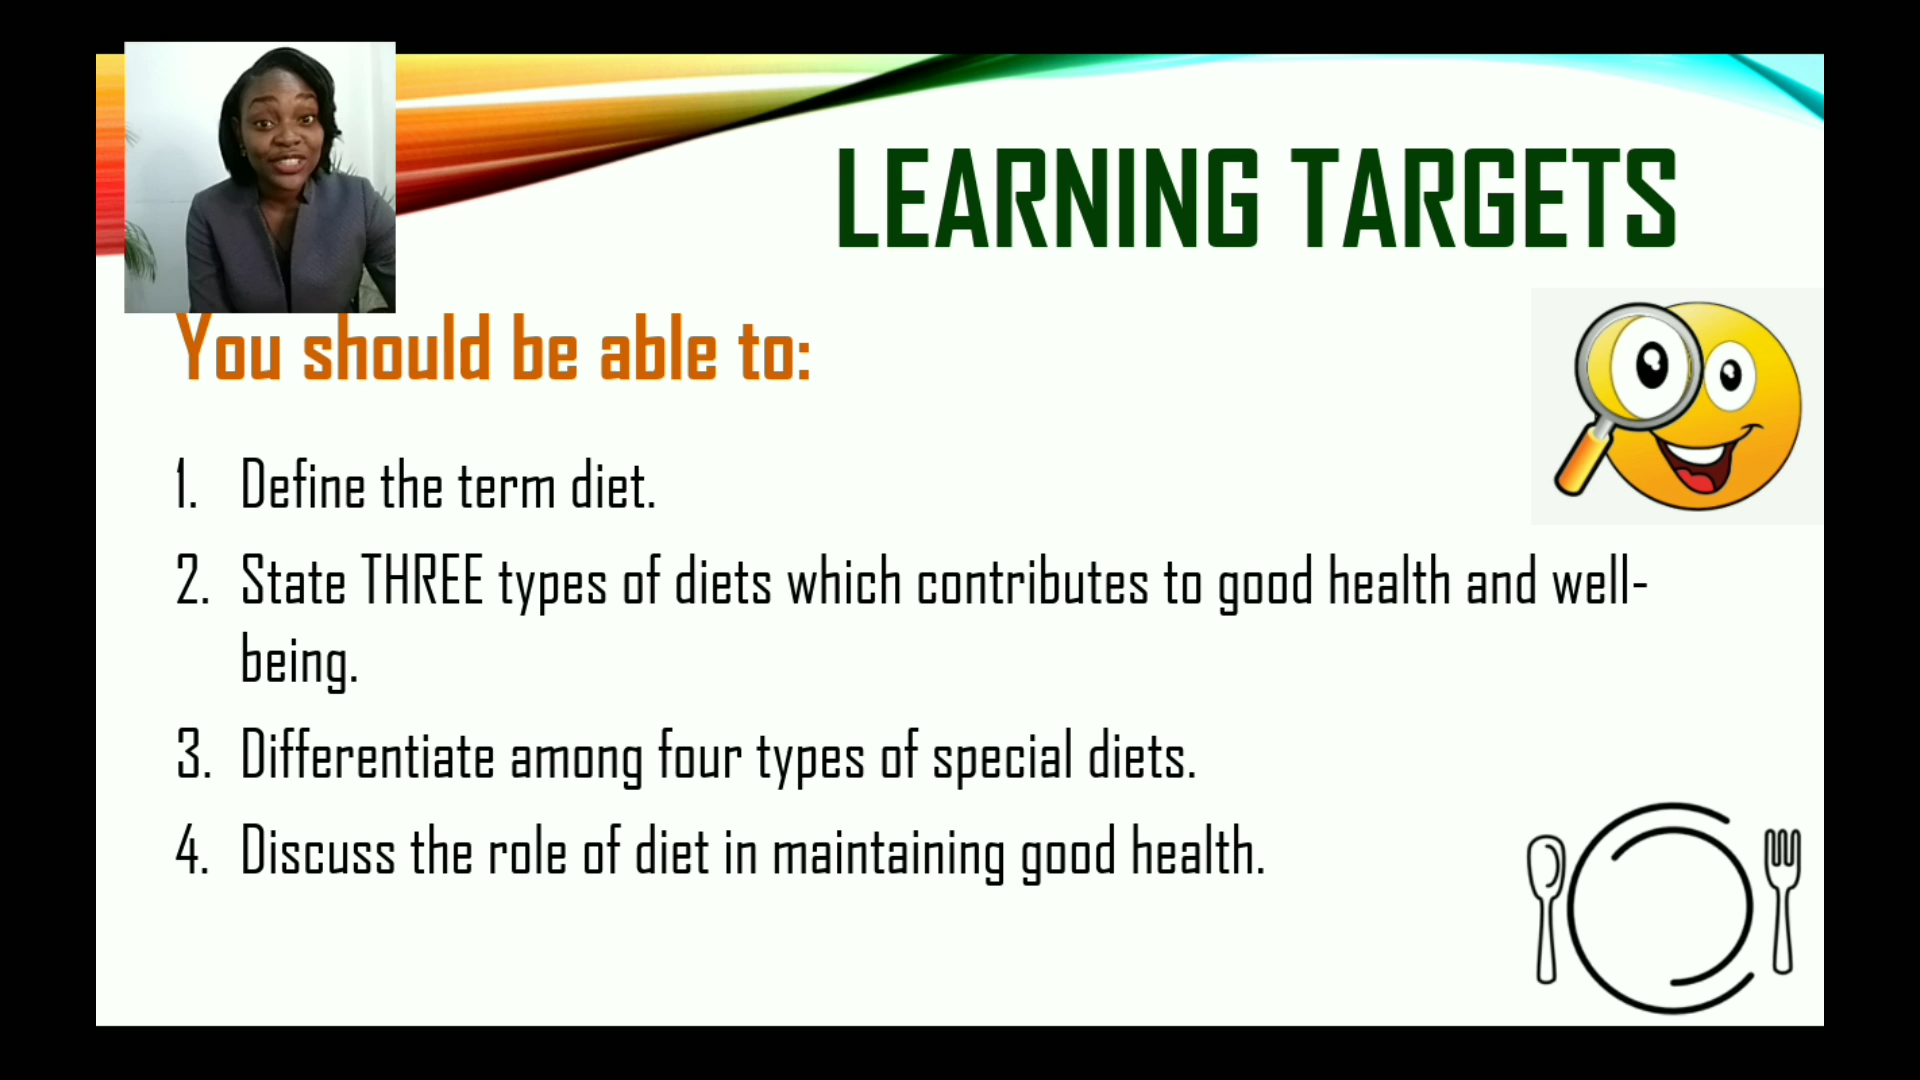 LEARNING TARGETS
You should be able to:
1. Define the term diet.
2. State THREE types of diets which contributes to good health and well-
being.
3. Differentiate among four types of special diets.
4. Discuss the role of diet in maintaining good health.